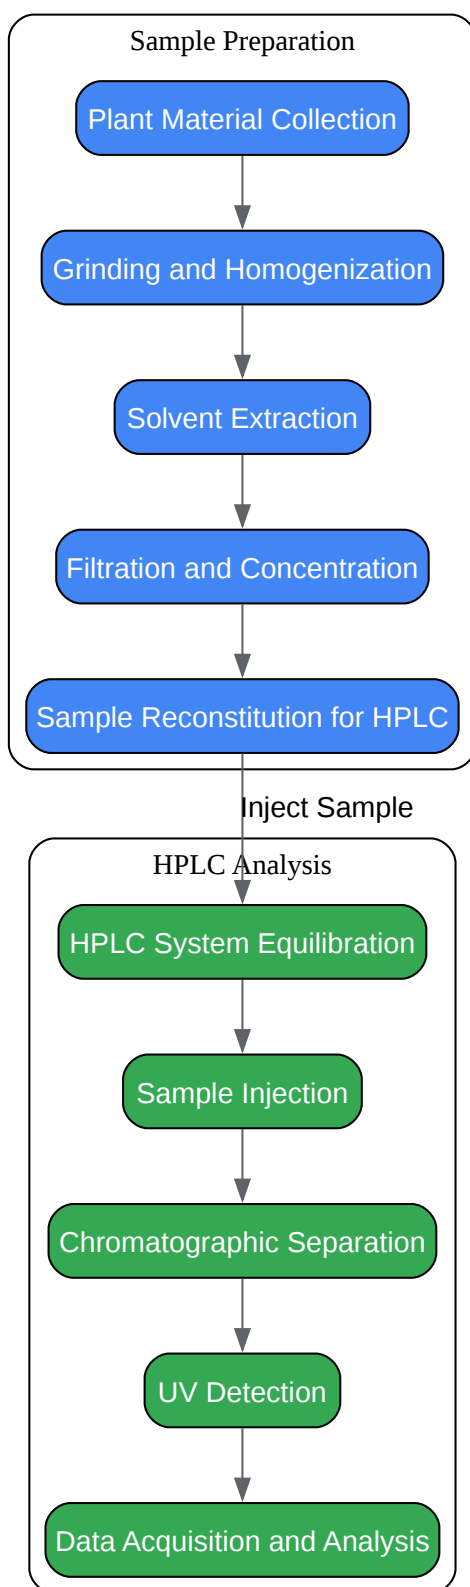 Sample Preparation
Plant Material Collection
Grinding and Homogenization
Solvent Extraction
Filtration and Concentration
Sample Reconstitution for HPLC
Inject Sample
HPLC Analysis
HPLC System Equilibration
Sample Injection
Chromatographic Separation
UV Detection
Data Acquisition and Analysis